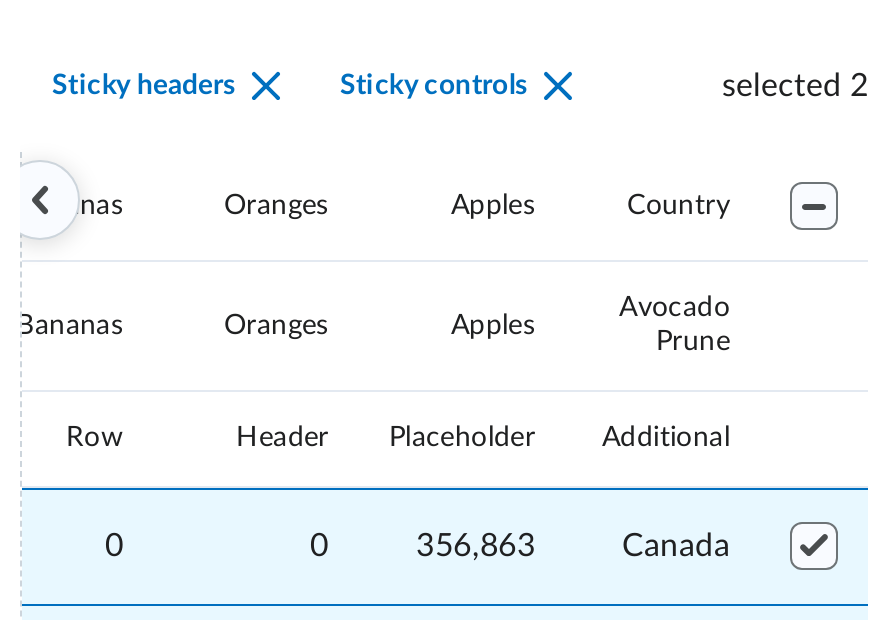 Sticky headers
Sticky controls
selected 2
nas
Oranges
Apples
Country
Bananas
Oranges
Apples
Avocado
Prune
Row
Header
Placeholder
Additional
0
0
356,863
Canada